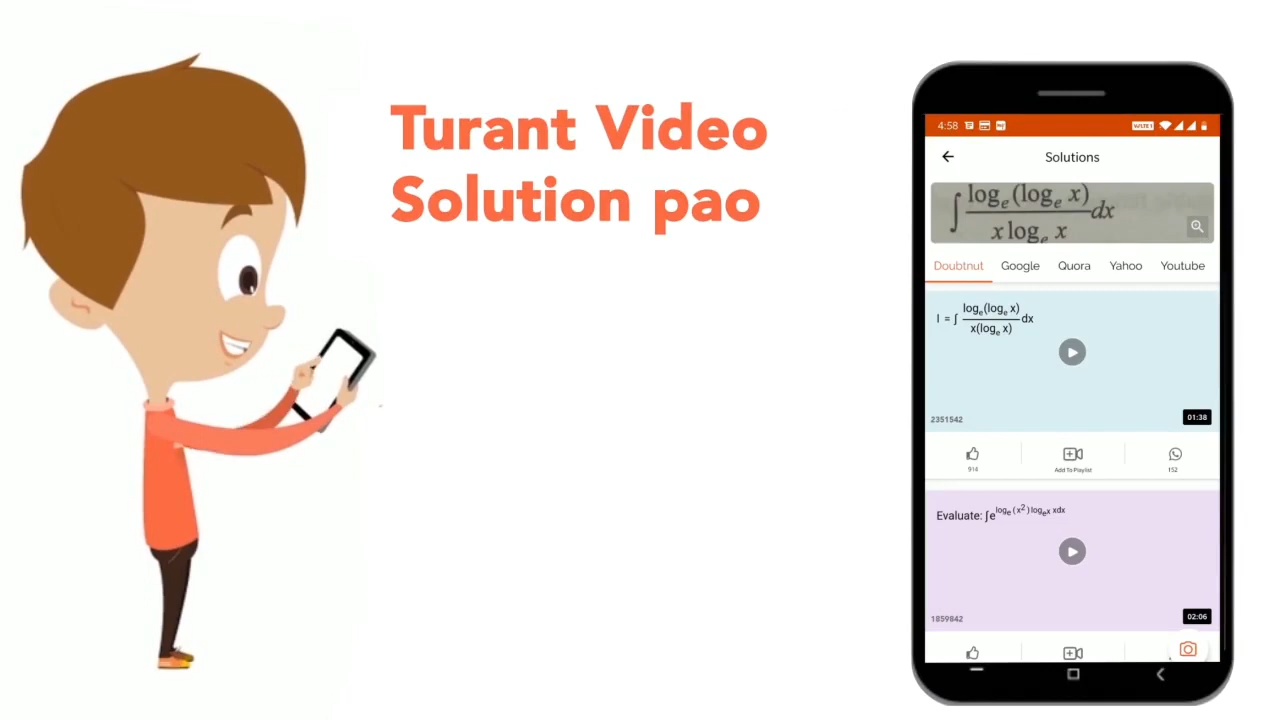 Turant Video
Solution pao
4:58
VoLTE1
Solutions
∫ logₑ(logₑ x) / x logₑ x dx
Doubtnut Google Quora Yahoo Youtube
I = ∫ logₑ(logₑ x) / x(logₑ x) dx
2351542 01:38
914 Add To Playlist 152
Evaluate: ∫e^logₑ(x²)logₑx xdx
1859842 02:06